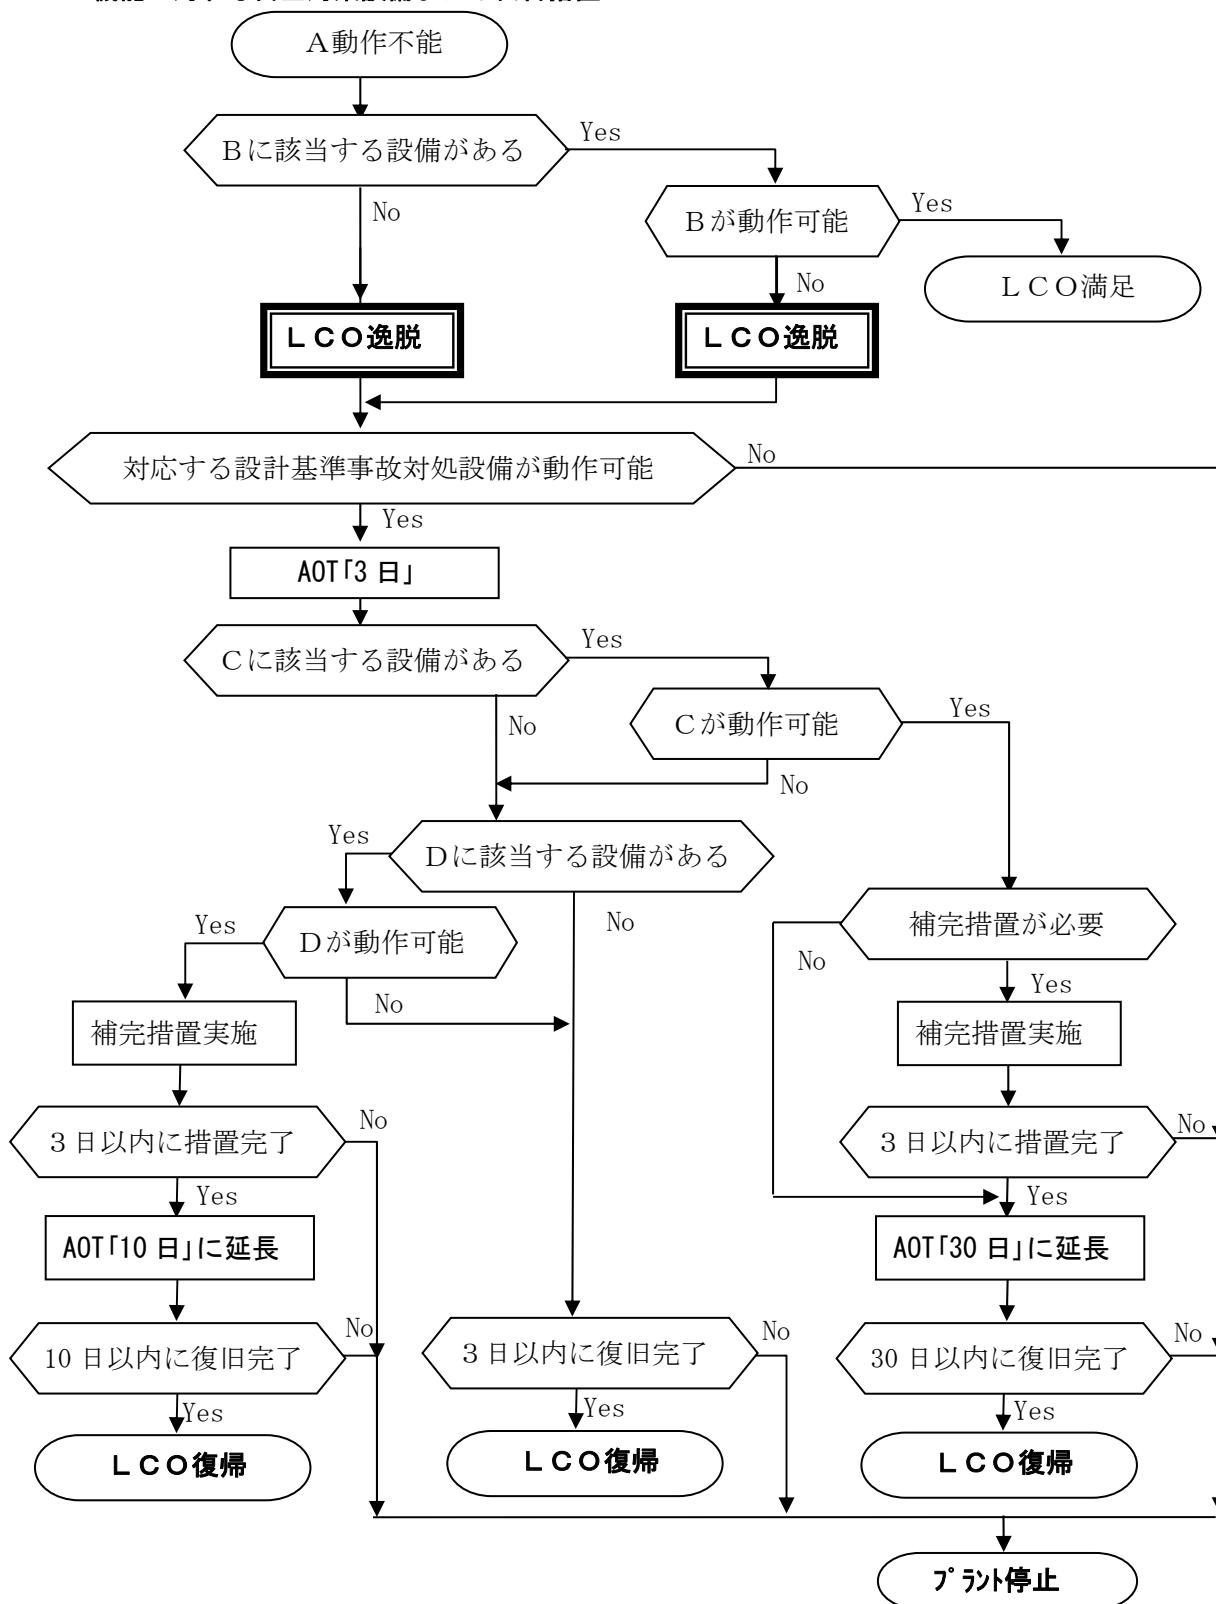 A動作不能
Bに該当する設備がある
Yes
No
Bが動作可能
Yes
No
LCO満足
LCO逸脱
LCO逸脱
対応する設計基準事故対処設備が動作可能
No
Yes
AOT「3日」
Cに該当する設備がある
Yes
No
Cが動作可能
Yes
No
Dに該当する設備がある
Yes
No
Dが動作可能
Yes
No
補完措置が必要
No
Yes
補完措置実施
補完措置実施
3日以内に措置完了
No
Yes
3日以内に措置完了
No
Yes
AOT「10日」に延長
AOT「30日」に延長
10日以内に復旧完了
No
Yes
3日以内に復旧完了
No
Yes
30日以内に復旧完了
No
Yes
LCO復帰
LCO復帰
LCO復帰
プラント停止